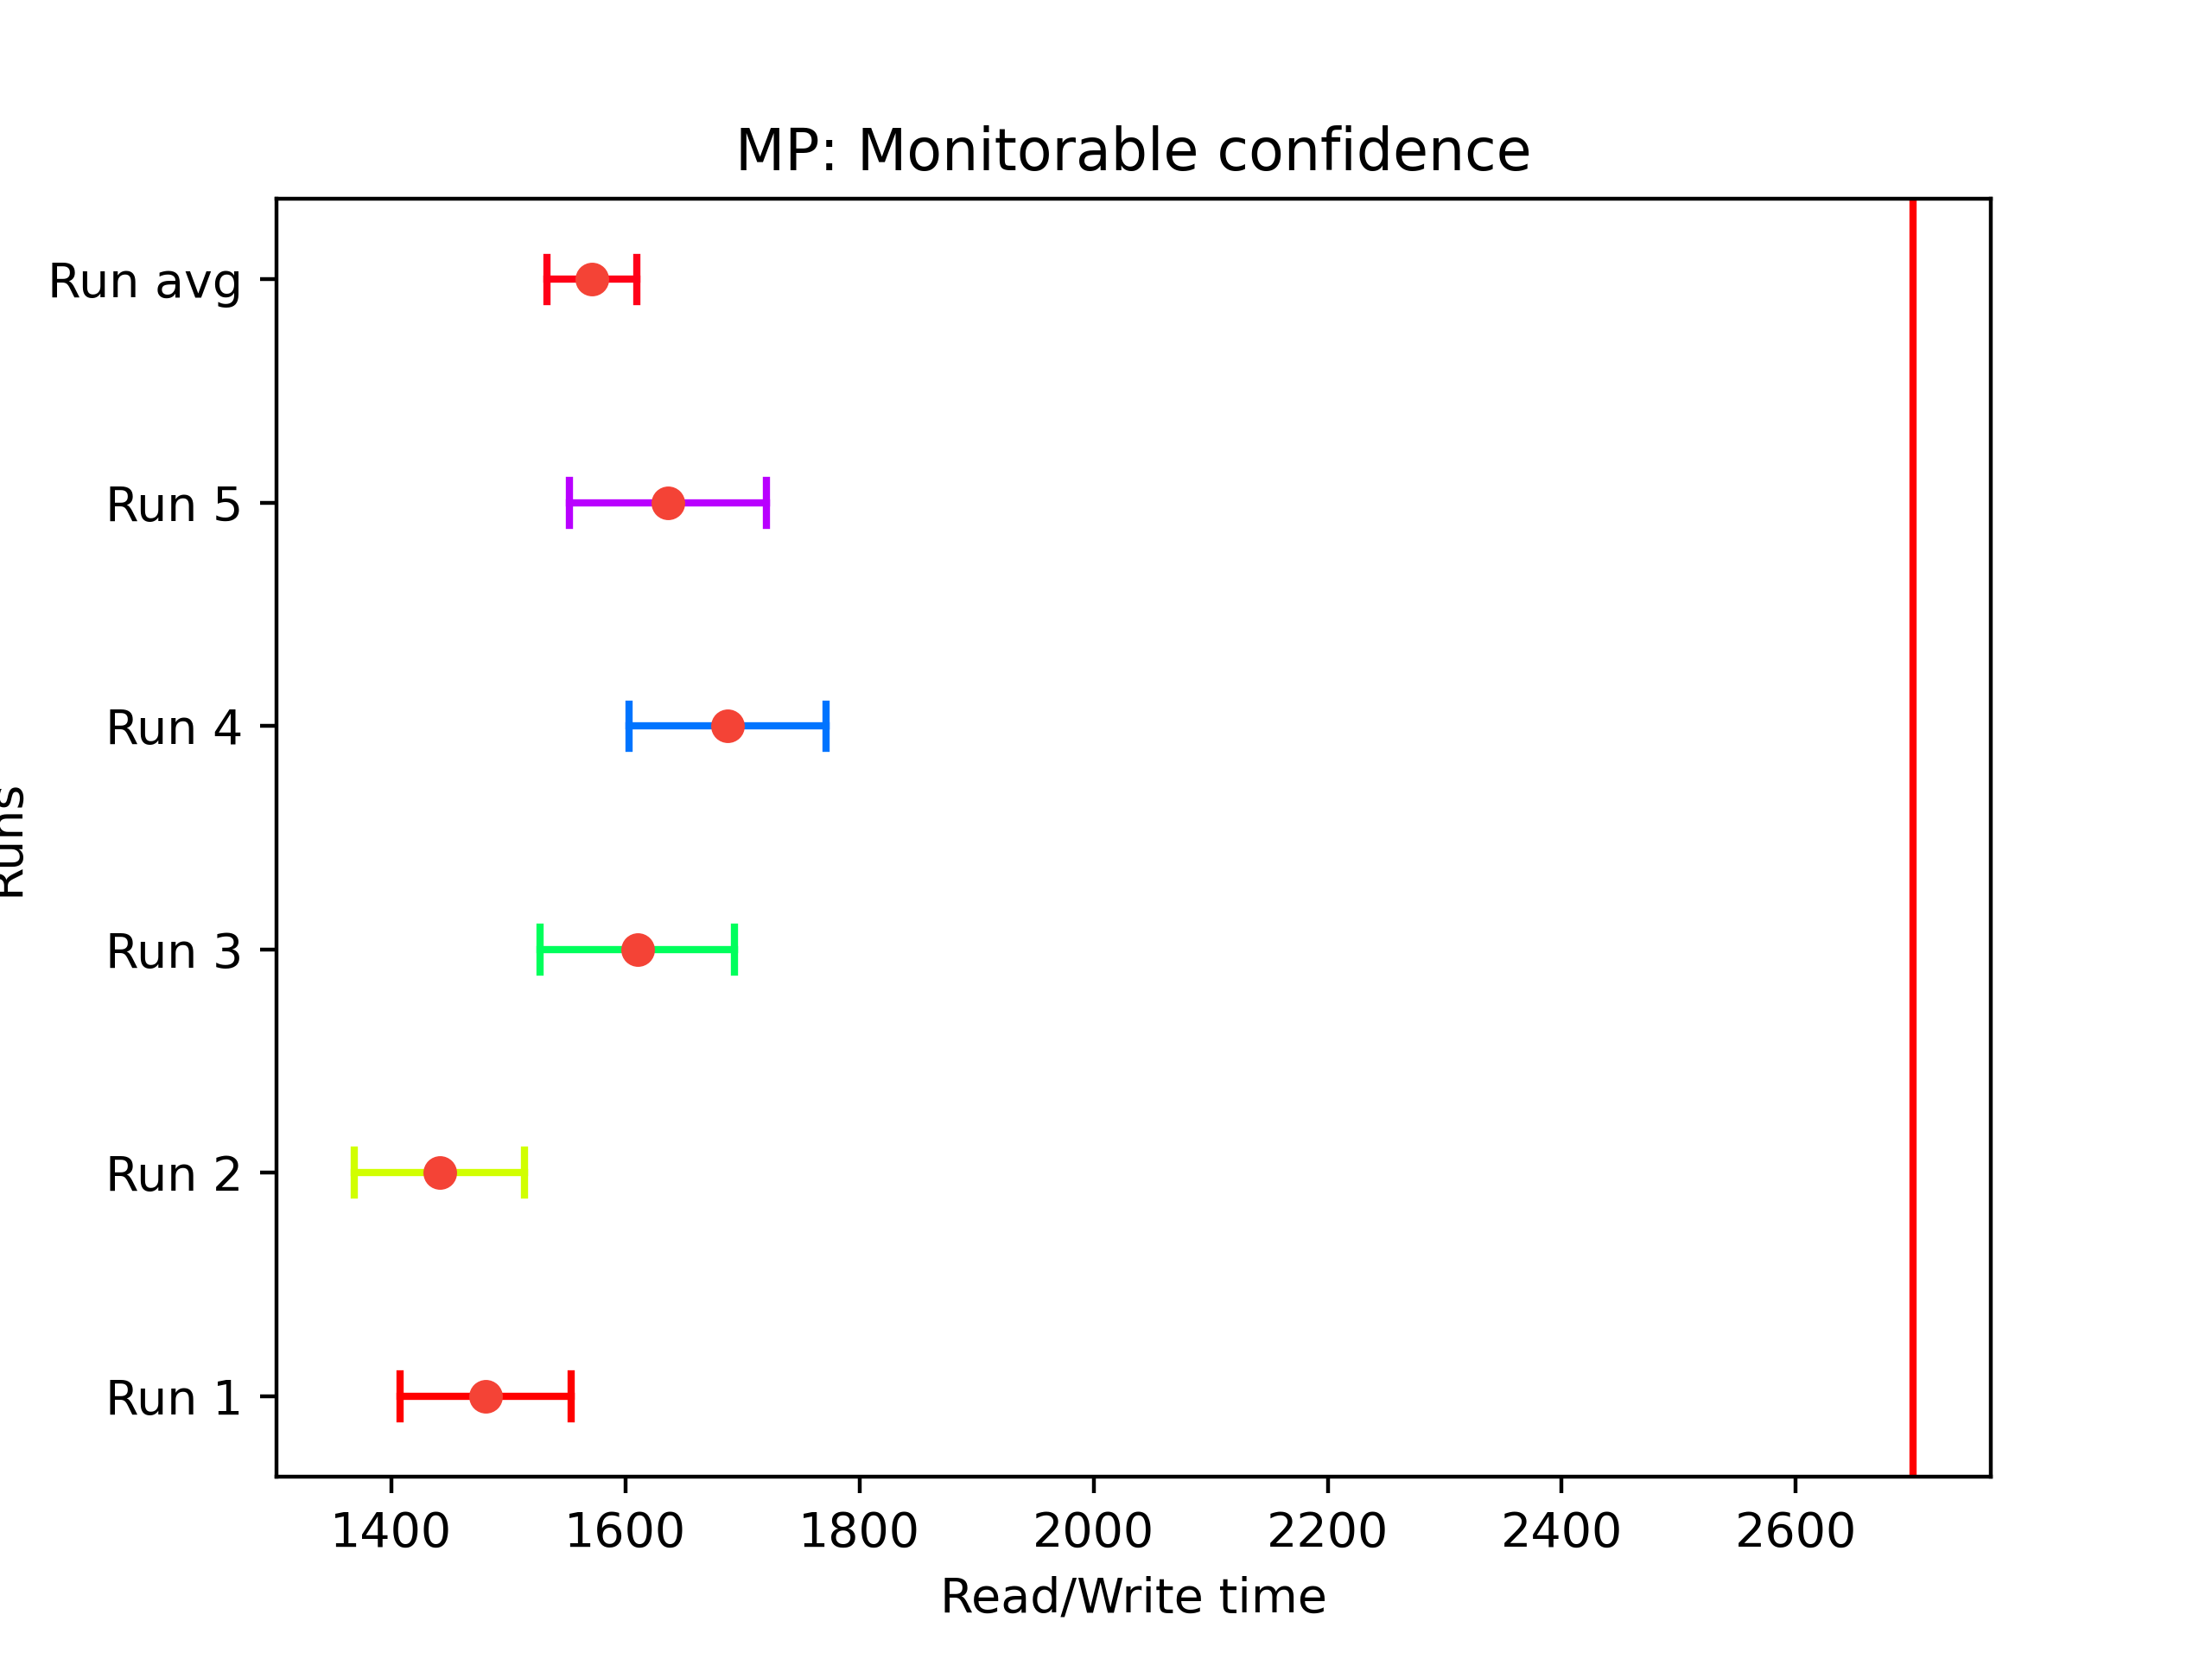 MP: Monitorable confidence
Run avg
Run 5
Run 4
Run 3
Run 2
Run 1
Runs
1400 1600 1800 2000 2200 2400 2600
Read/Write time